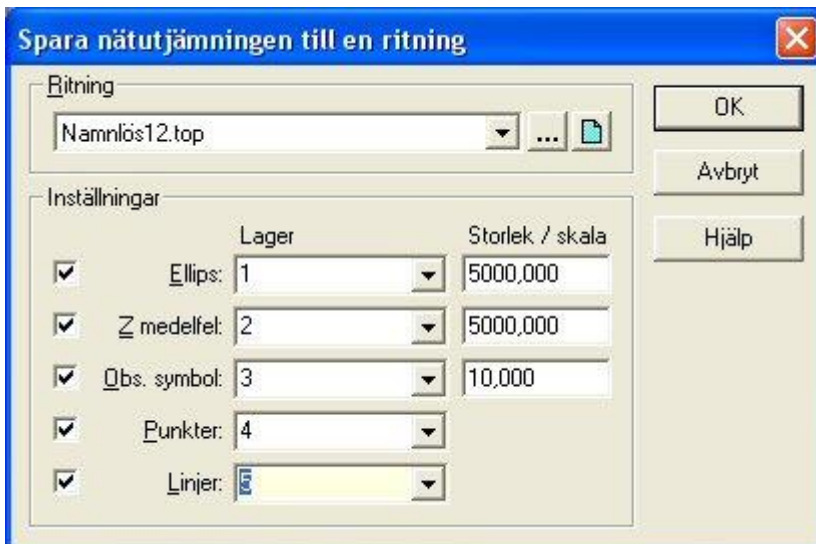 Spara nätutjämningen till en ritning
Ritning
Namnlös12.top
...
OK
Avbryt
Hjälp
Inställningar
Lager
Storlek / skala
Ellips: 1 5000,000
Z medelfel: 2 5000,000
Obs. symbol: 3 10,000
Punkter: 4
Linjer: 5